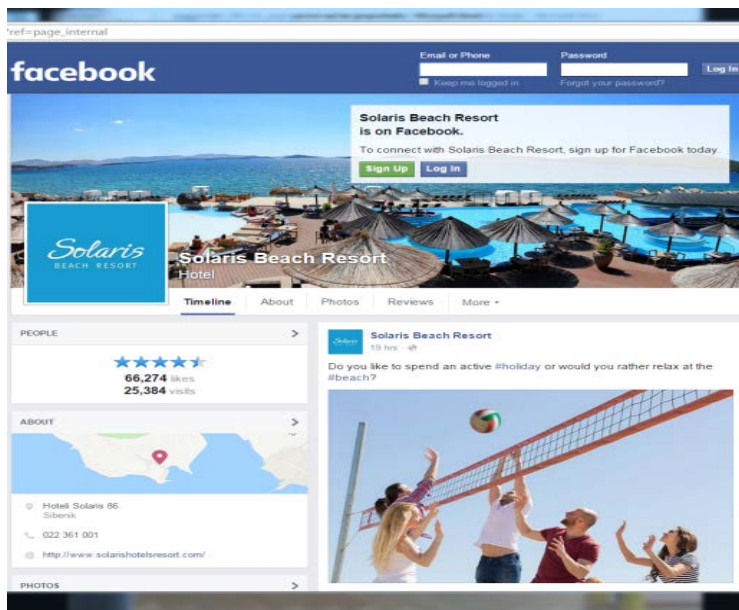 ?ref=page_internal
facebook
Email or Phone
Password
Log In
Keep me logged in
Forgot your password?
Solaris Beach Resort
is on Facebook.
To connect with Solaris Beach Resort, sign up for Facebook today.
Sign Up
Log In
Solaris
BEACH RESORT
Solaris Beach Resort
Hotel
Timeline
About
Photos
Reviews
More
PEOPLE
66,274 likes
25,384 visits
ABOUT
Hoteli Solaris 86.
Sibenik
022 361 001
http://www.solarishotelsresort.com/
PHOTOS
Solaris
Solaris Beach Resort
19 hrs ·
Do you like to spend an active #holiday or would you rather relax at the
#beach?